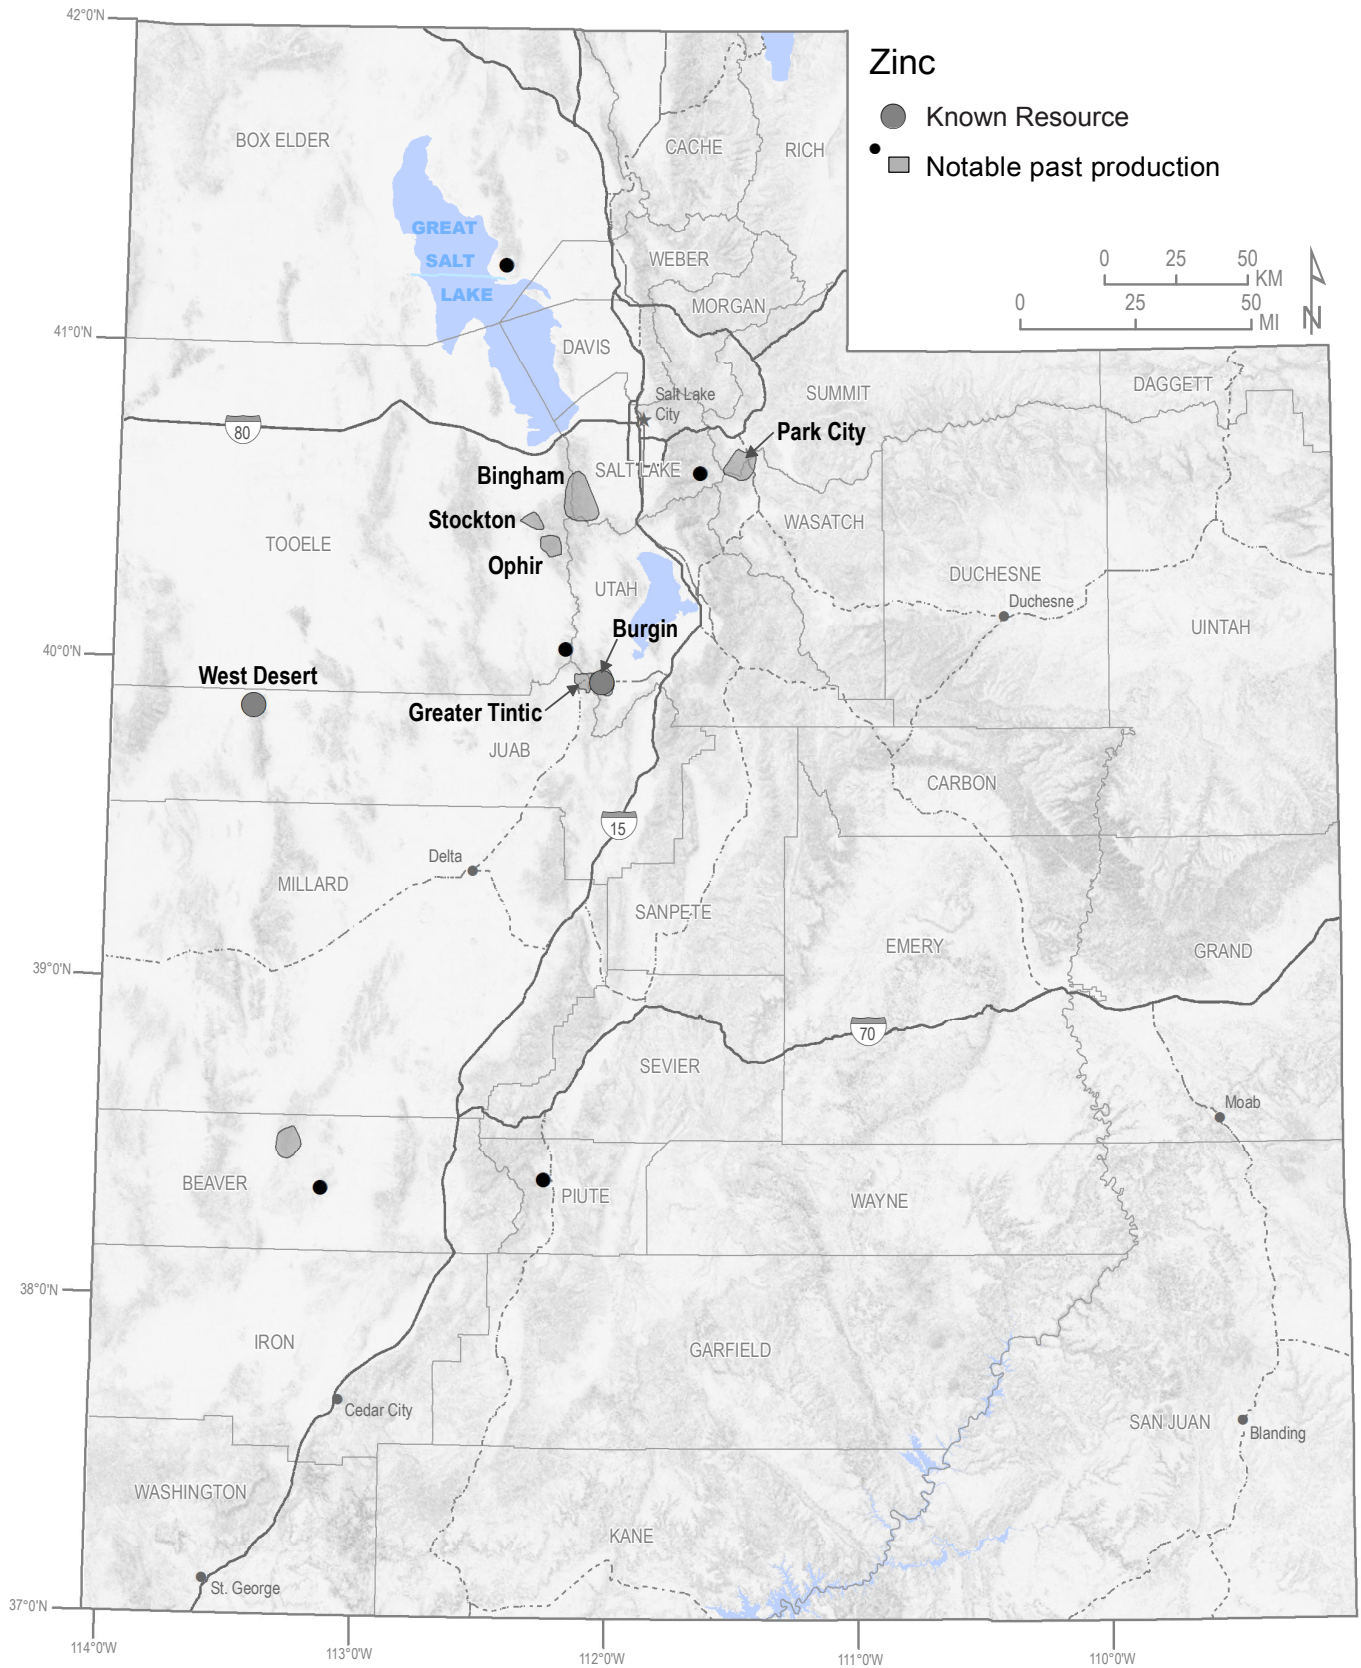 42°0'N
Zinc
Known Resource
Notable past production
BOX ELDER
CACHE
RICH
GREAT
SALT
LAKE
WEBER
MORGAN
0 25 50
KM
0 25 50
MI
N
41°0'N
DAVIS
DAGGETT
SUMMIT
Salt Lake
City
80
Park City
Bingham
SALT LAKE
Stockton
WASATCH
TOOELE
Ophir
DUCHESNE
UTAH
Duchesne
Burgin
UINTAH
40°0'N
West Desert
Greater Tintic
JUAB
CARBON
15
Delta
MILLARD
SANPETE
EMERY
GRAND
39°0'N
70
SEVIER
Moab
BEAVER
PIUTE
WAYNE
38°0'N
IRON
GARFIELD
Cedar City
SAN JUAN
Blanding
WASHINGTON
KANE
St. George
37°0'N
114°0'W
113°0'W
112°0'W
111°0'W
110°0'W